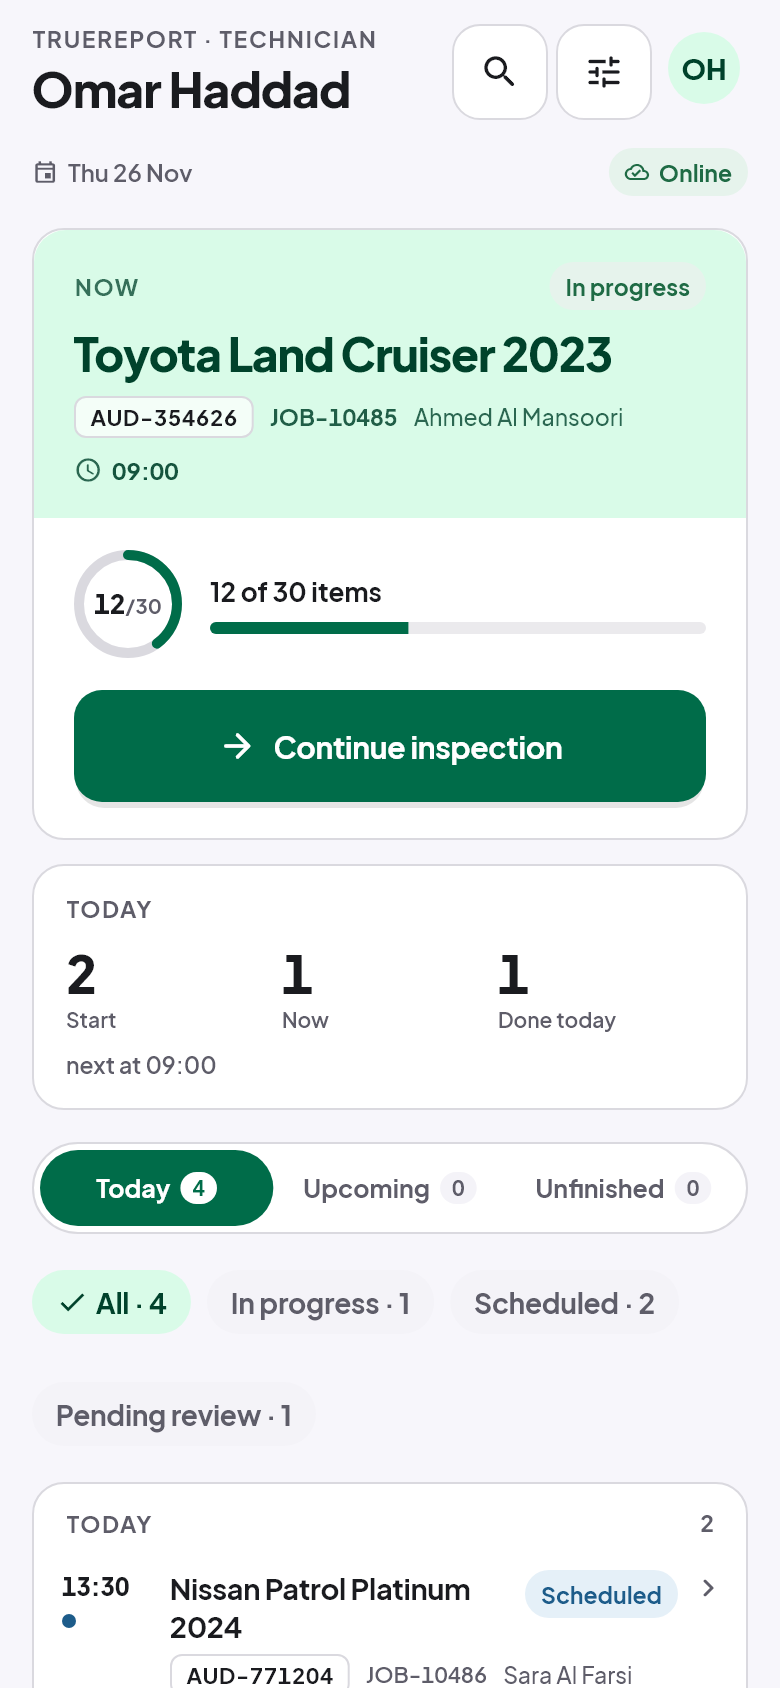 TRUEREPORT · TECHNICIAN
Omar Haddad
OH
Thu 26 Nov
Online
NOW
In progress
Toyota Land Cruiser 2023
AUD-354626 JOB-10485 Ahmed Al Mansoori
09:00
12/30
12 of 30 items
Continue inspection
TODAY
2 1 1
Start Now Done today
next at 09:00
Today 4 Upcoming 0 Unfinished 0
All · 4 In progress · 1 Scheduled · 2
Pending review · 1
TODAY 2
13:30 Nissan Patrol Platinum Scheduled
2024
AUD-771204 JOB-10486 Sara Al Farsi